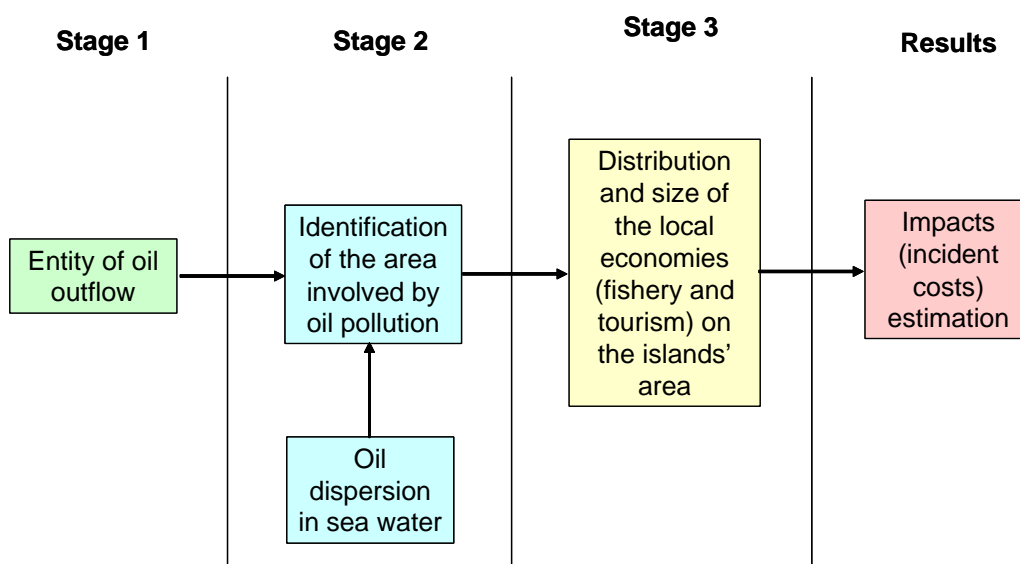 Stage 1
Stage 2
Stage 3
Results
Entity of oil
outflow
Identification
of the area
involved by
oil pollution
Oil
dispersion
in sea water
Distribution
and size of
the local
economies
(fishery and
tourism) on
the islands’
area
Impacts
(incident
costs)
estimation